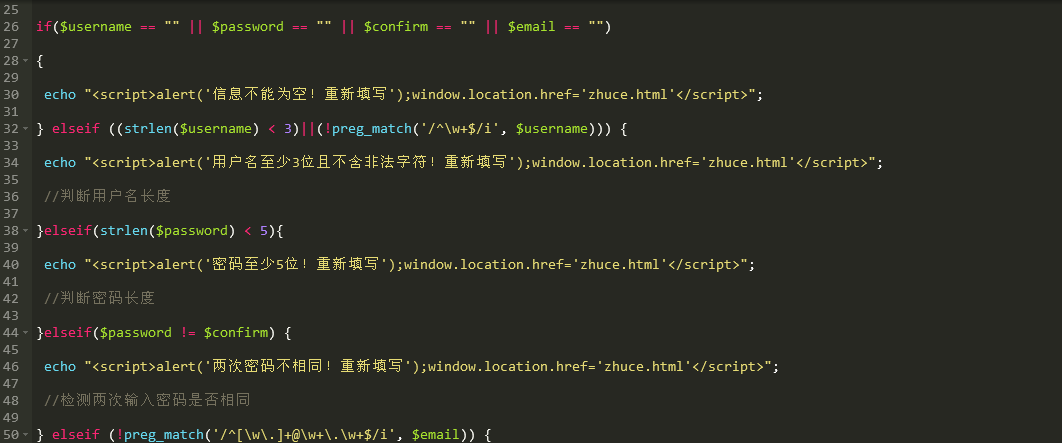 25
26 if($username == "" || $password == "" || $confirm == "" || $email == "")
27
28 {
29
30 echo "<script>alert('信息不能为空！重新填写');window.location.href='zhuce.html'</script>";
31
32 } elseif ((strlen($username) < 3)||(!preg_match('/^\w+$/i', $username))) {
33
34 echo "<script>alert('用户名至少3位且不含非法字符！重新填写');window.location.href='zhuce.html'</script>";
35
36 //判断用户名长度
37
38 }elseif(strlen($password) < 5){
39
40 echo "<script>alert('密码至少5位！重新填写');window.location.href='zhuce.html'</script>";
41
42 //判断密码长度
43
44 }elseif($password != $confirm) {
45
46 echo "<script>alert('两次密码不相同！重新填写');window.location.href='zhuce.html'</script>";
47
48 //检测两次输入密码是否相同
49
50 } elseif (!preg_match('/^[\w\.]+@\w+\.\w+$/i', $email)) {